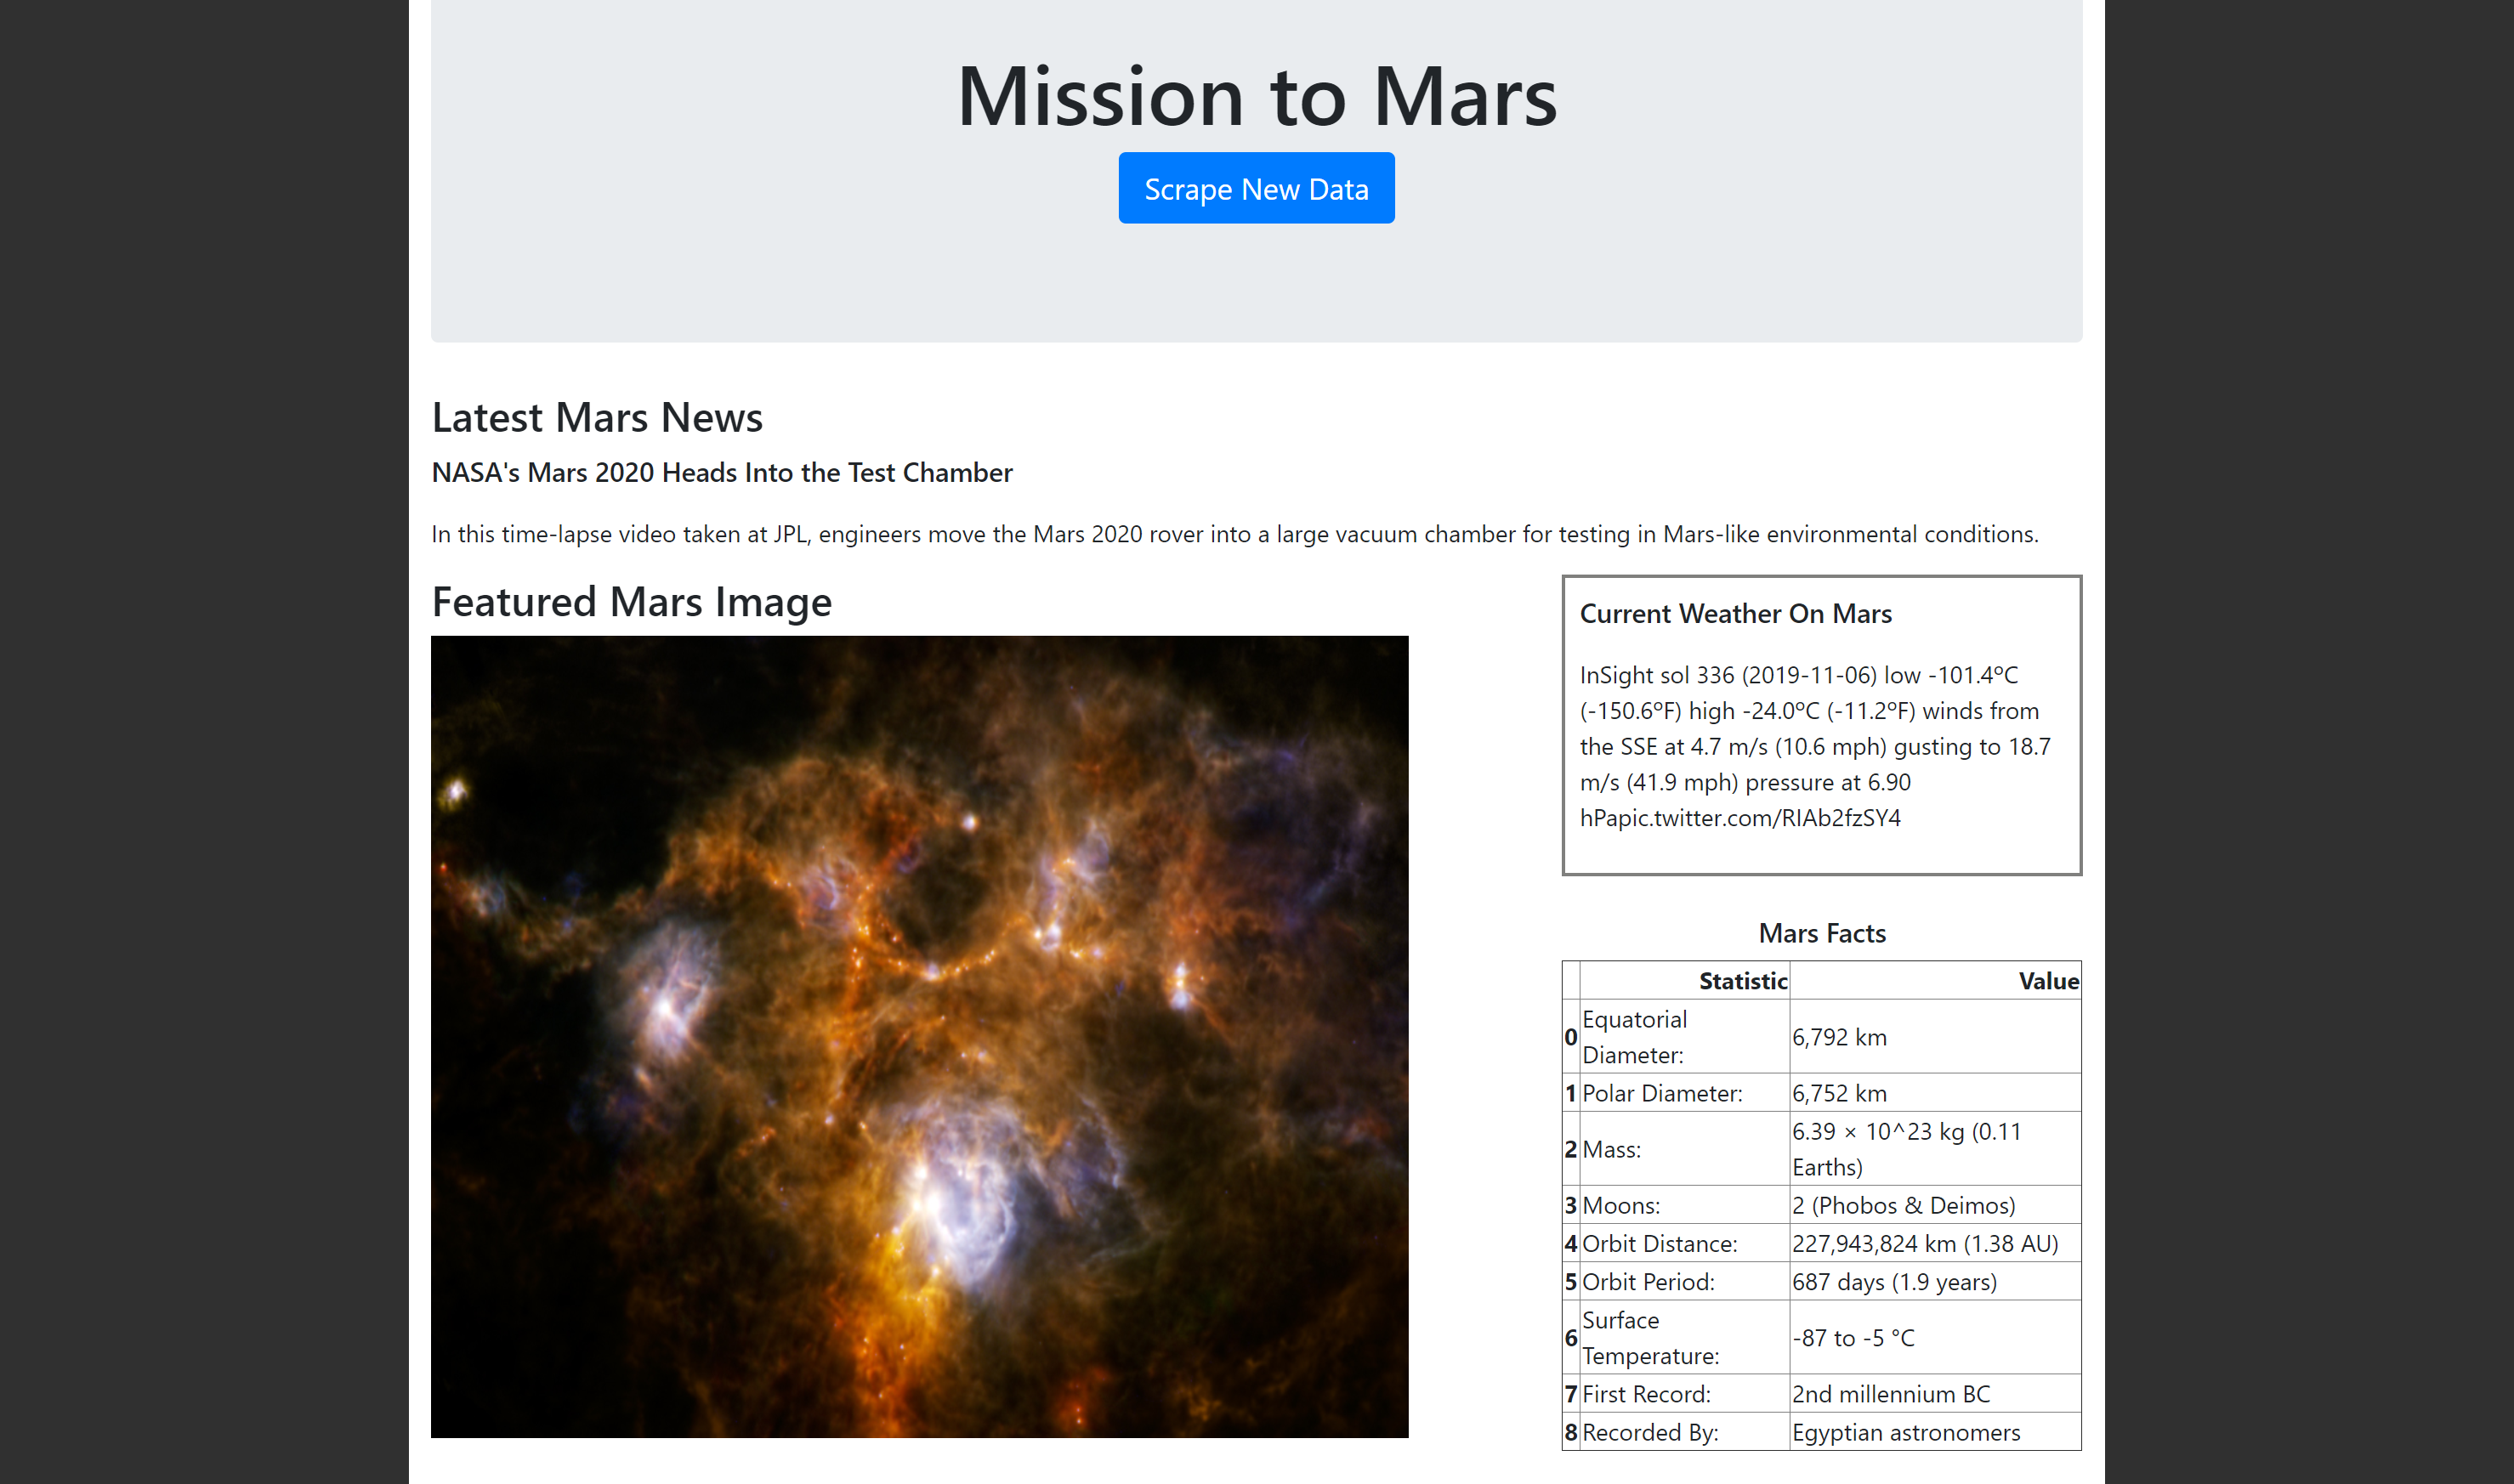 Mission to Mars
Scrape New Data
Latest Mars News
NASA's Mars 2020 Heads Into the Test Chamber
In this time-lapse video taken at JPL, engineers move the Mars 2020 rover into a large vacuum chamber for testing in Mars-like environmental conditions.
Featured Mars Image
Current Weather On Mars
InSight sol 336 (2019-11-06) low -101.4ºC
(-150.6ºF) high -24.0ºC (-11.2ºF) winds from
the SSE at 4.7 m/s (10.6 mph) gusting to 18.7
m/s (41.9 mph) pressure at 6.90
hPapic.twitter.com/RIAb2fzSY4
Mars Facts
Statistic Value
0 Equatorial Diameter: 6,792 km
1 Polar Diameter: 6,752 km
2 Mass: 6.39 × 10^23 kg (0.11 Earths)
3 Moons: 2 (Phobos & Deimos)
4 Orbit Distance: 227,943,824 km (1.38 AU)
5 Orbit Period: 687 days (1.9 years)
6 Surface Temperature: -87 to -5 °C
7 First Record: 2nd millennium BC
8 Recorded By: Egyptian astronomers